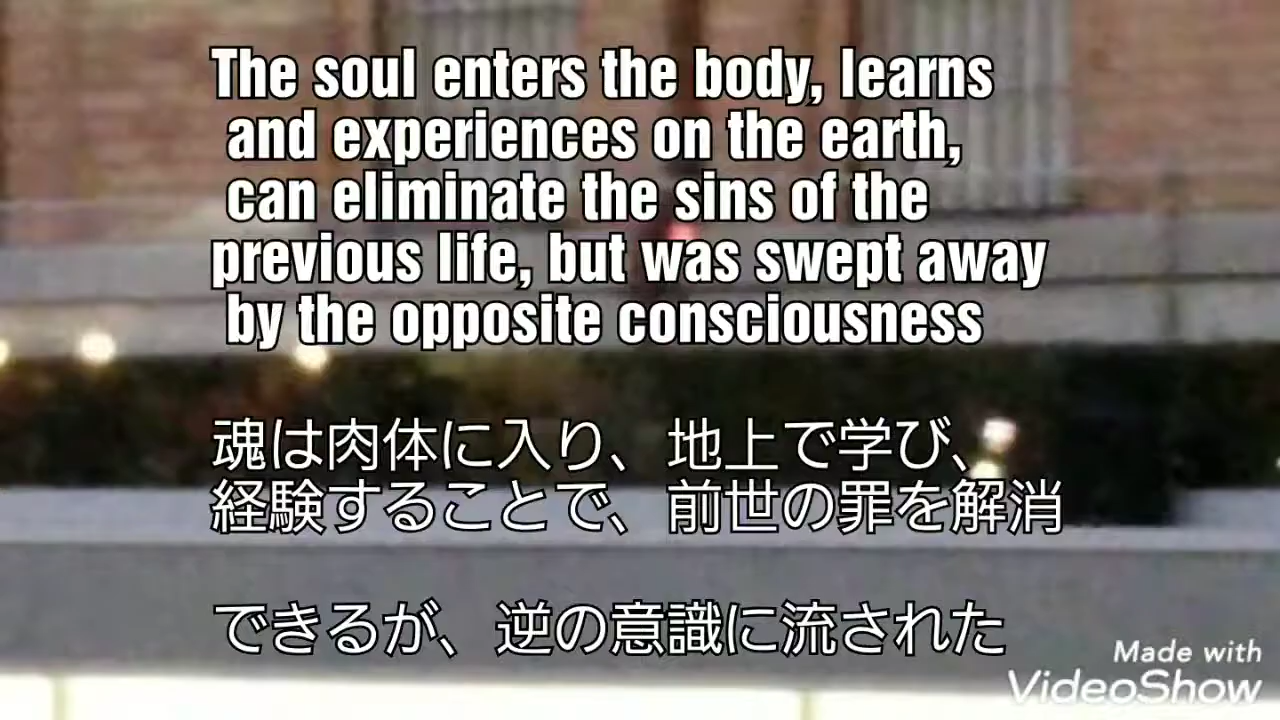 The soul enters the body, learns
and experiences on the earth,
can eliminate the sins of the
previous life, but was swept away
by the opposite consciousness
魂は肉体に入り、地上で学び、
経験することで、前世の罪を解消
できるが、逆の意識に流された
Made with
VideoShow